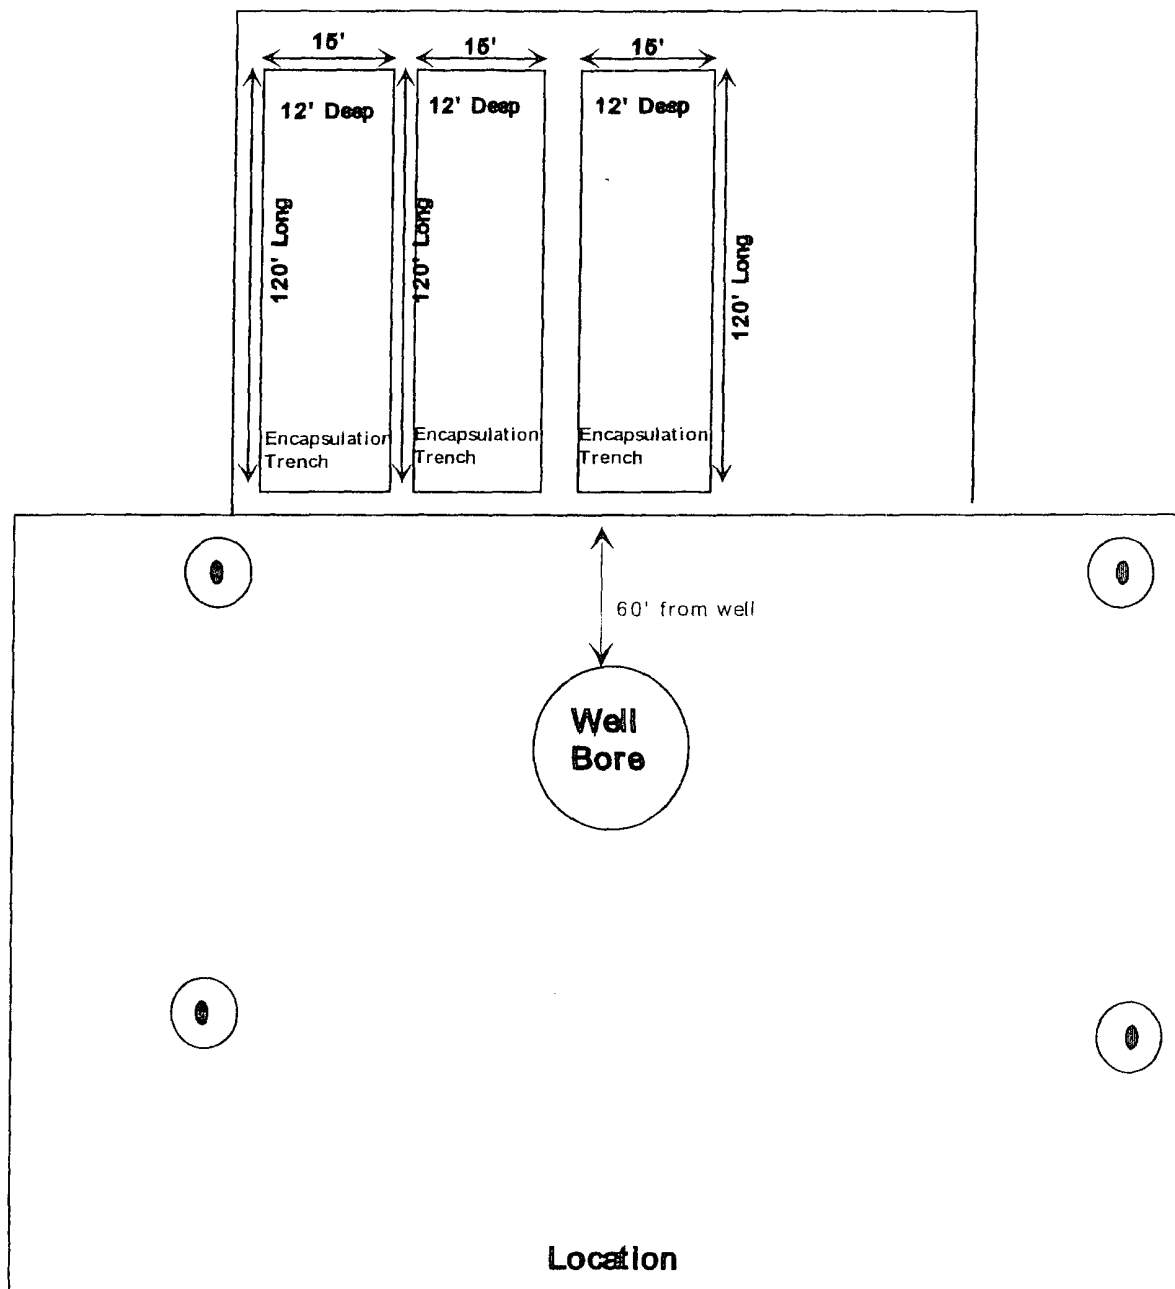 15' 15' 15'
12' Deep 12' Deep 12' Deep
120' Long 120' Long 120' Long
Encapsulation Encapsulation Encapsulation
Trench Trench Trench
60' from well
Well
Bore
Location